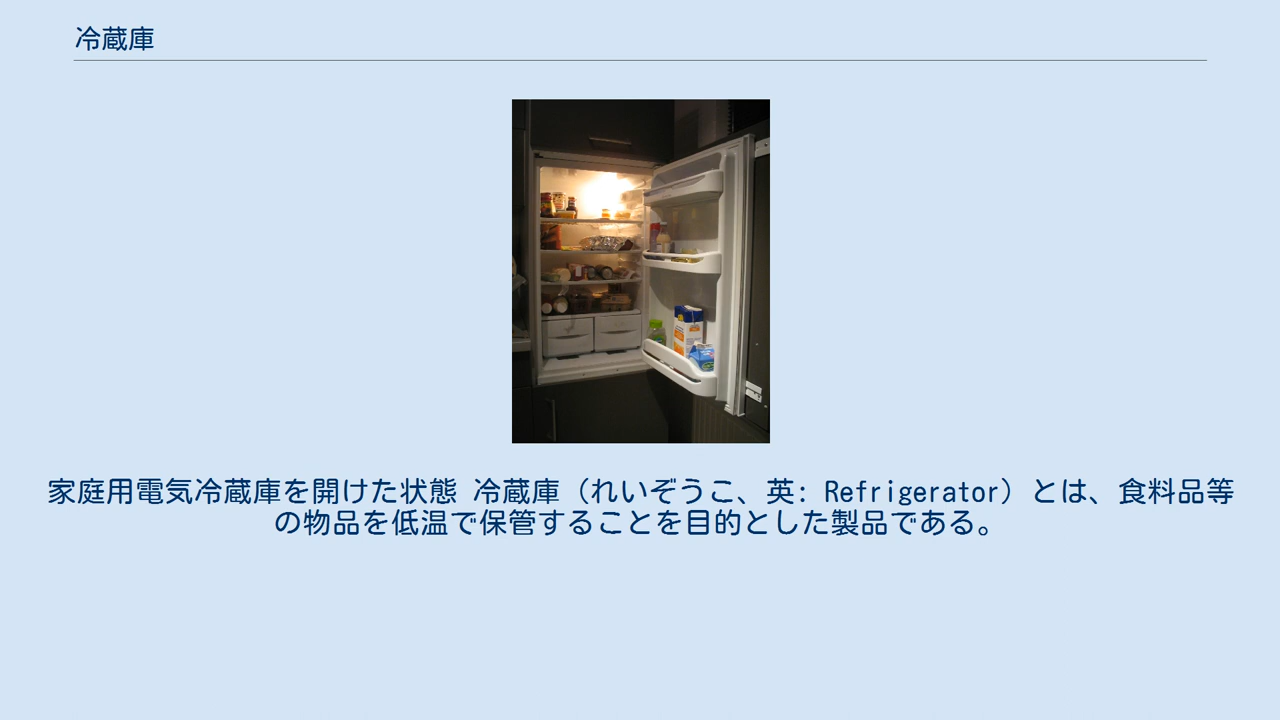 冷蔵庫
家庭用電気冷蔵庫を開けた状態 冷蔵庫（れいぞうこ、英: Refrigerator）とは、食料品等
の物品を低温で保管することを目的とした製品である。